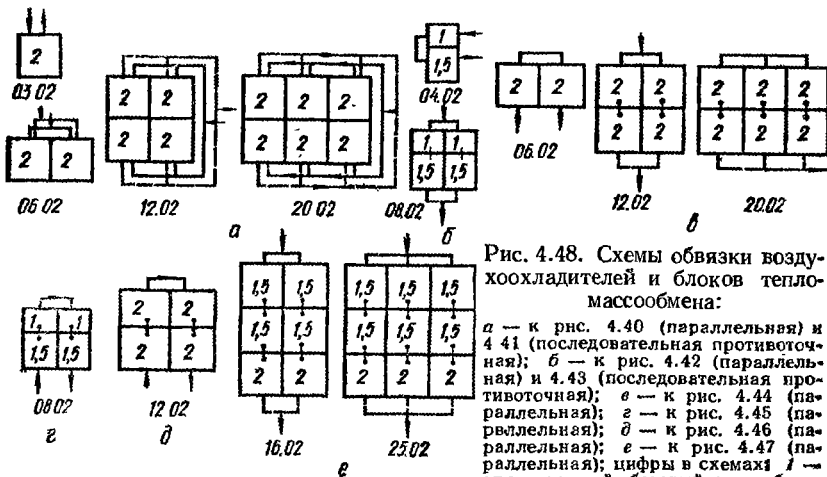 2
03.02
2 2
06.02
2 2
2 2
12.02
2 2 2
2 2 2
20 02
а
1
1,5
04.02
1 1
1,5 1,5
08.02
б
2 2
06.02
2 2
2 2
12.02
2 2 2
2 2 2
20.02
в
1 1
1,5 1,5
08 02
г
2 2
2 2
12 02
д
1,5 1,5
1,5 1,5
2 2
16.02
1,5 1,5 1,5
1,5 1,5 1,5
2 2 2
25.02
е
Рис. 4.48. Схемы обвязки возду-
хоохладителей и блоков тепло-
массообмена:
а — к рис. 4.40 (параллельная) и
4 41 (последовательная противоточ-
ная); б — к рис. 4.42 (параллель-
ная) и 4.43 (последовательная про-
тивоточная); в — к рис. 4.44 (па-
раллельная); г — к рис. 4.45 (па-
раллельная); д — к рис. 4.46 (па-
раллельная); е — к рис. 4.47 (па-
раллельная); цифры в схемах: 1 —